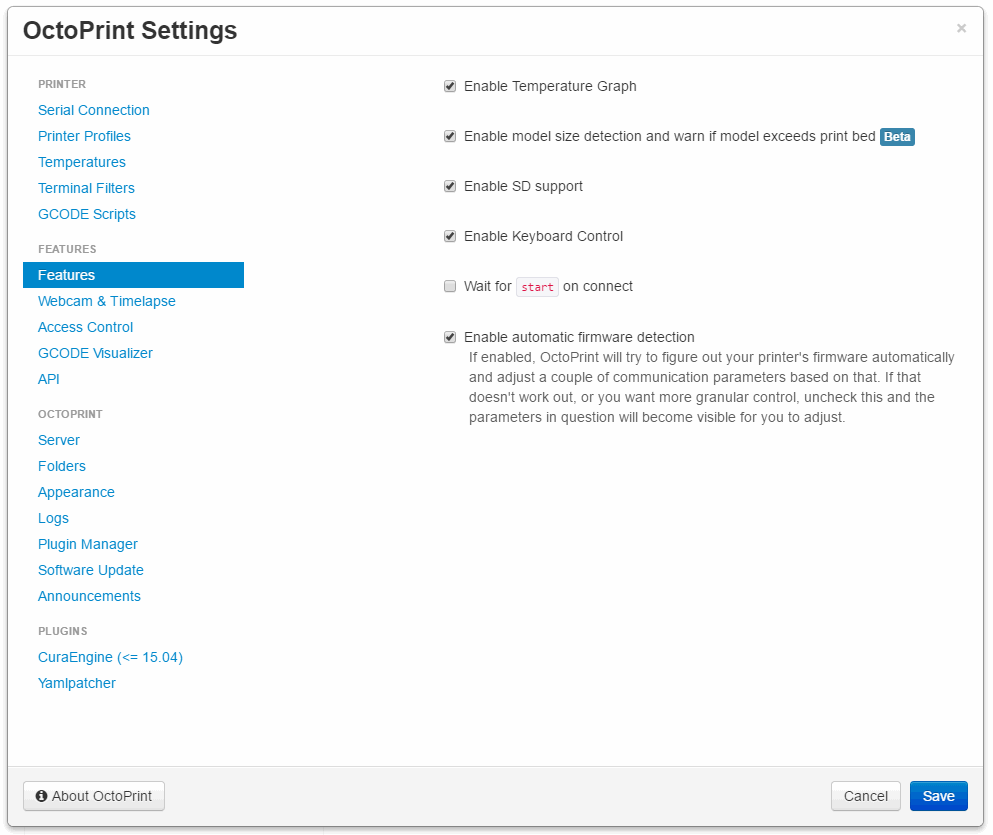 OctoPrint Settings
×
PRINTER
Serial Connection
Printer Profiles
Temperatures
Terminal Filters
GCODE Scripts
FEATURES
Features
Webcam & Timelapse
Access Control
GCODE Visualizer
API
OCTOPRINT
Server
Folders
Appearance
Logs
Plugin Manager
Software Update
Announcements
PLUGINS
CuraEngine (<= 15.04)
Yamlpatcher
Enable Temperature Graph
Enable model size detection and warn if model exceeds print bed Beta
Enable SD support
Enable Keyboard Control
Wait for start on connect
Enable automatic firmware detection
If enabled, OctoPrint will try to figure out your printer's firmware automatically
and adjust a couple of communication parameters based on that. If that
doesn't work out, or you want more granular control, uncheck this and the
parameters in question will become visible for you to adjust.
About OctoPrint
Cancel
Save